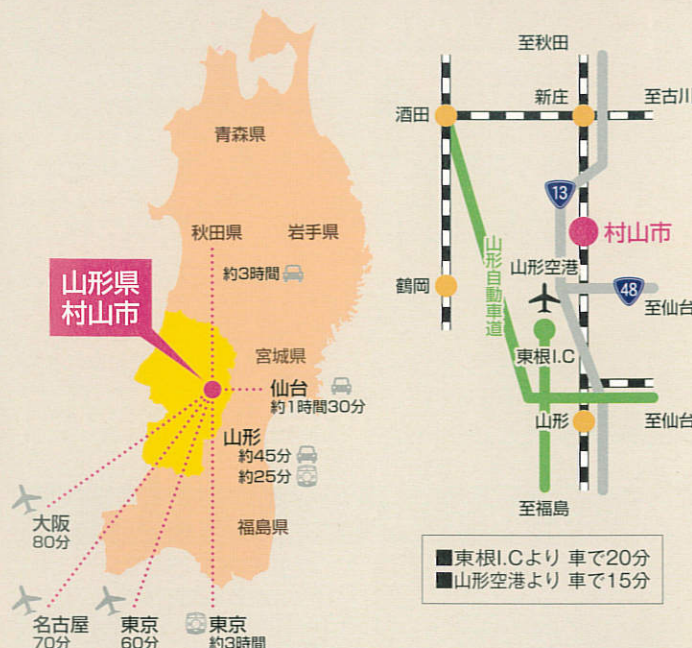 青森県
秋田県
岩手県
約3時間
山形県
村山市
宮城県
仙台
約1時間30分
山形
約45分
約25分
福島県
大阪
80分
名古屋
70分
東京
60分
東京
約3時間
至秋田
酒田
新庄
至古川
13
村山市
山形自動車道
山形空港
鶴岡
48
至仙台
東根I.C
山形
至仙台
至福島
■東根I.Cより 車で20分
■山形空港より 車で15分